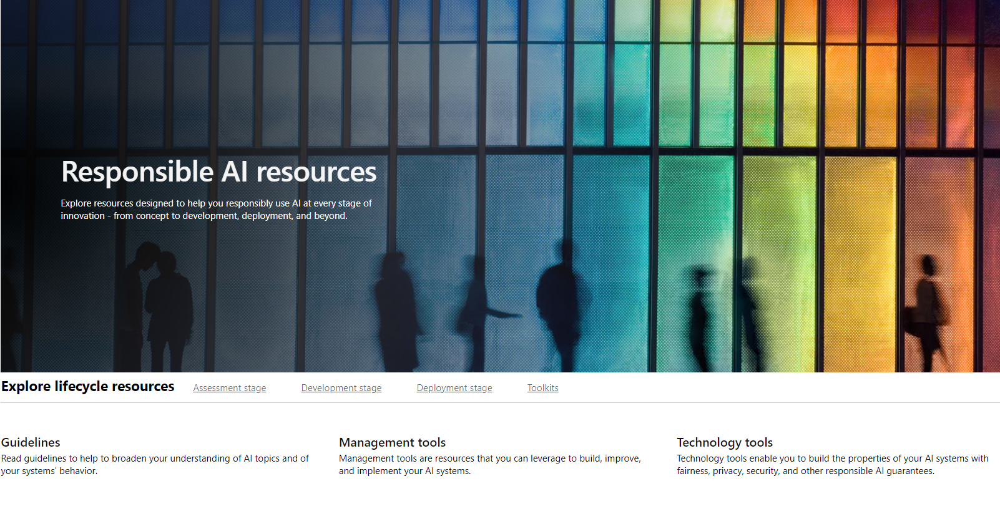 Responsible AI resources
Explore resources designed to help you responsibly use AI at every stage of
innovation - from concept to development, deployment, and beyond.
Explore lifecycle resources
Assessment stage
Development stage
Deployment stage
Toolkits
Guidelines
Read guidelines to help to broaden your understanding of AI topics and of
your systems’ behavior.
Management tools
Management tools are resources that you can leverage to build, improve,
and implement your AI systems.
Technology tools
Technology tools enable you to build the properties of your AI systems with
fairness, privacy, security, and other responsible AI guarantees.